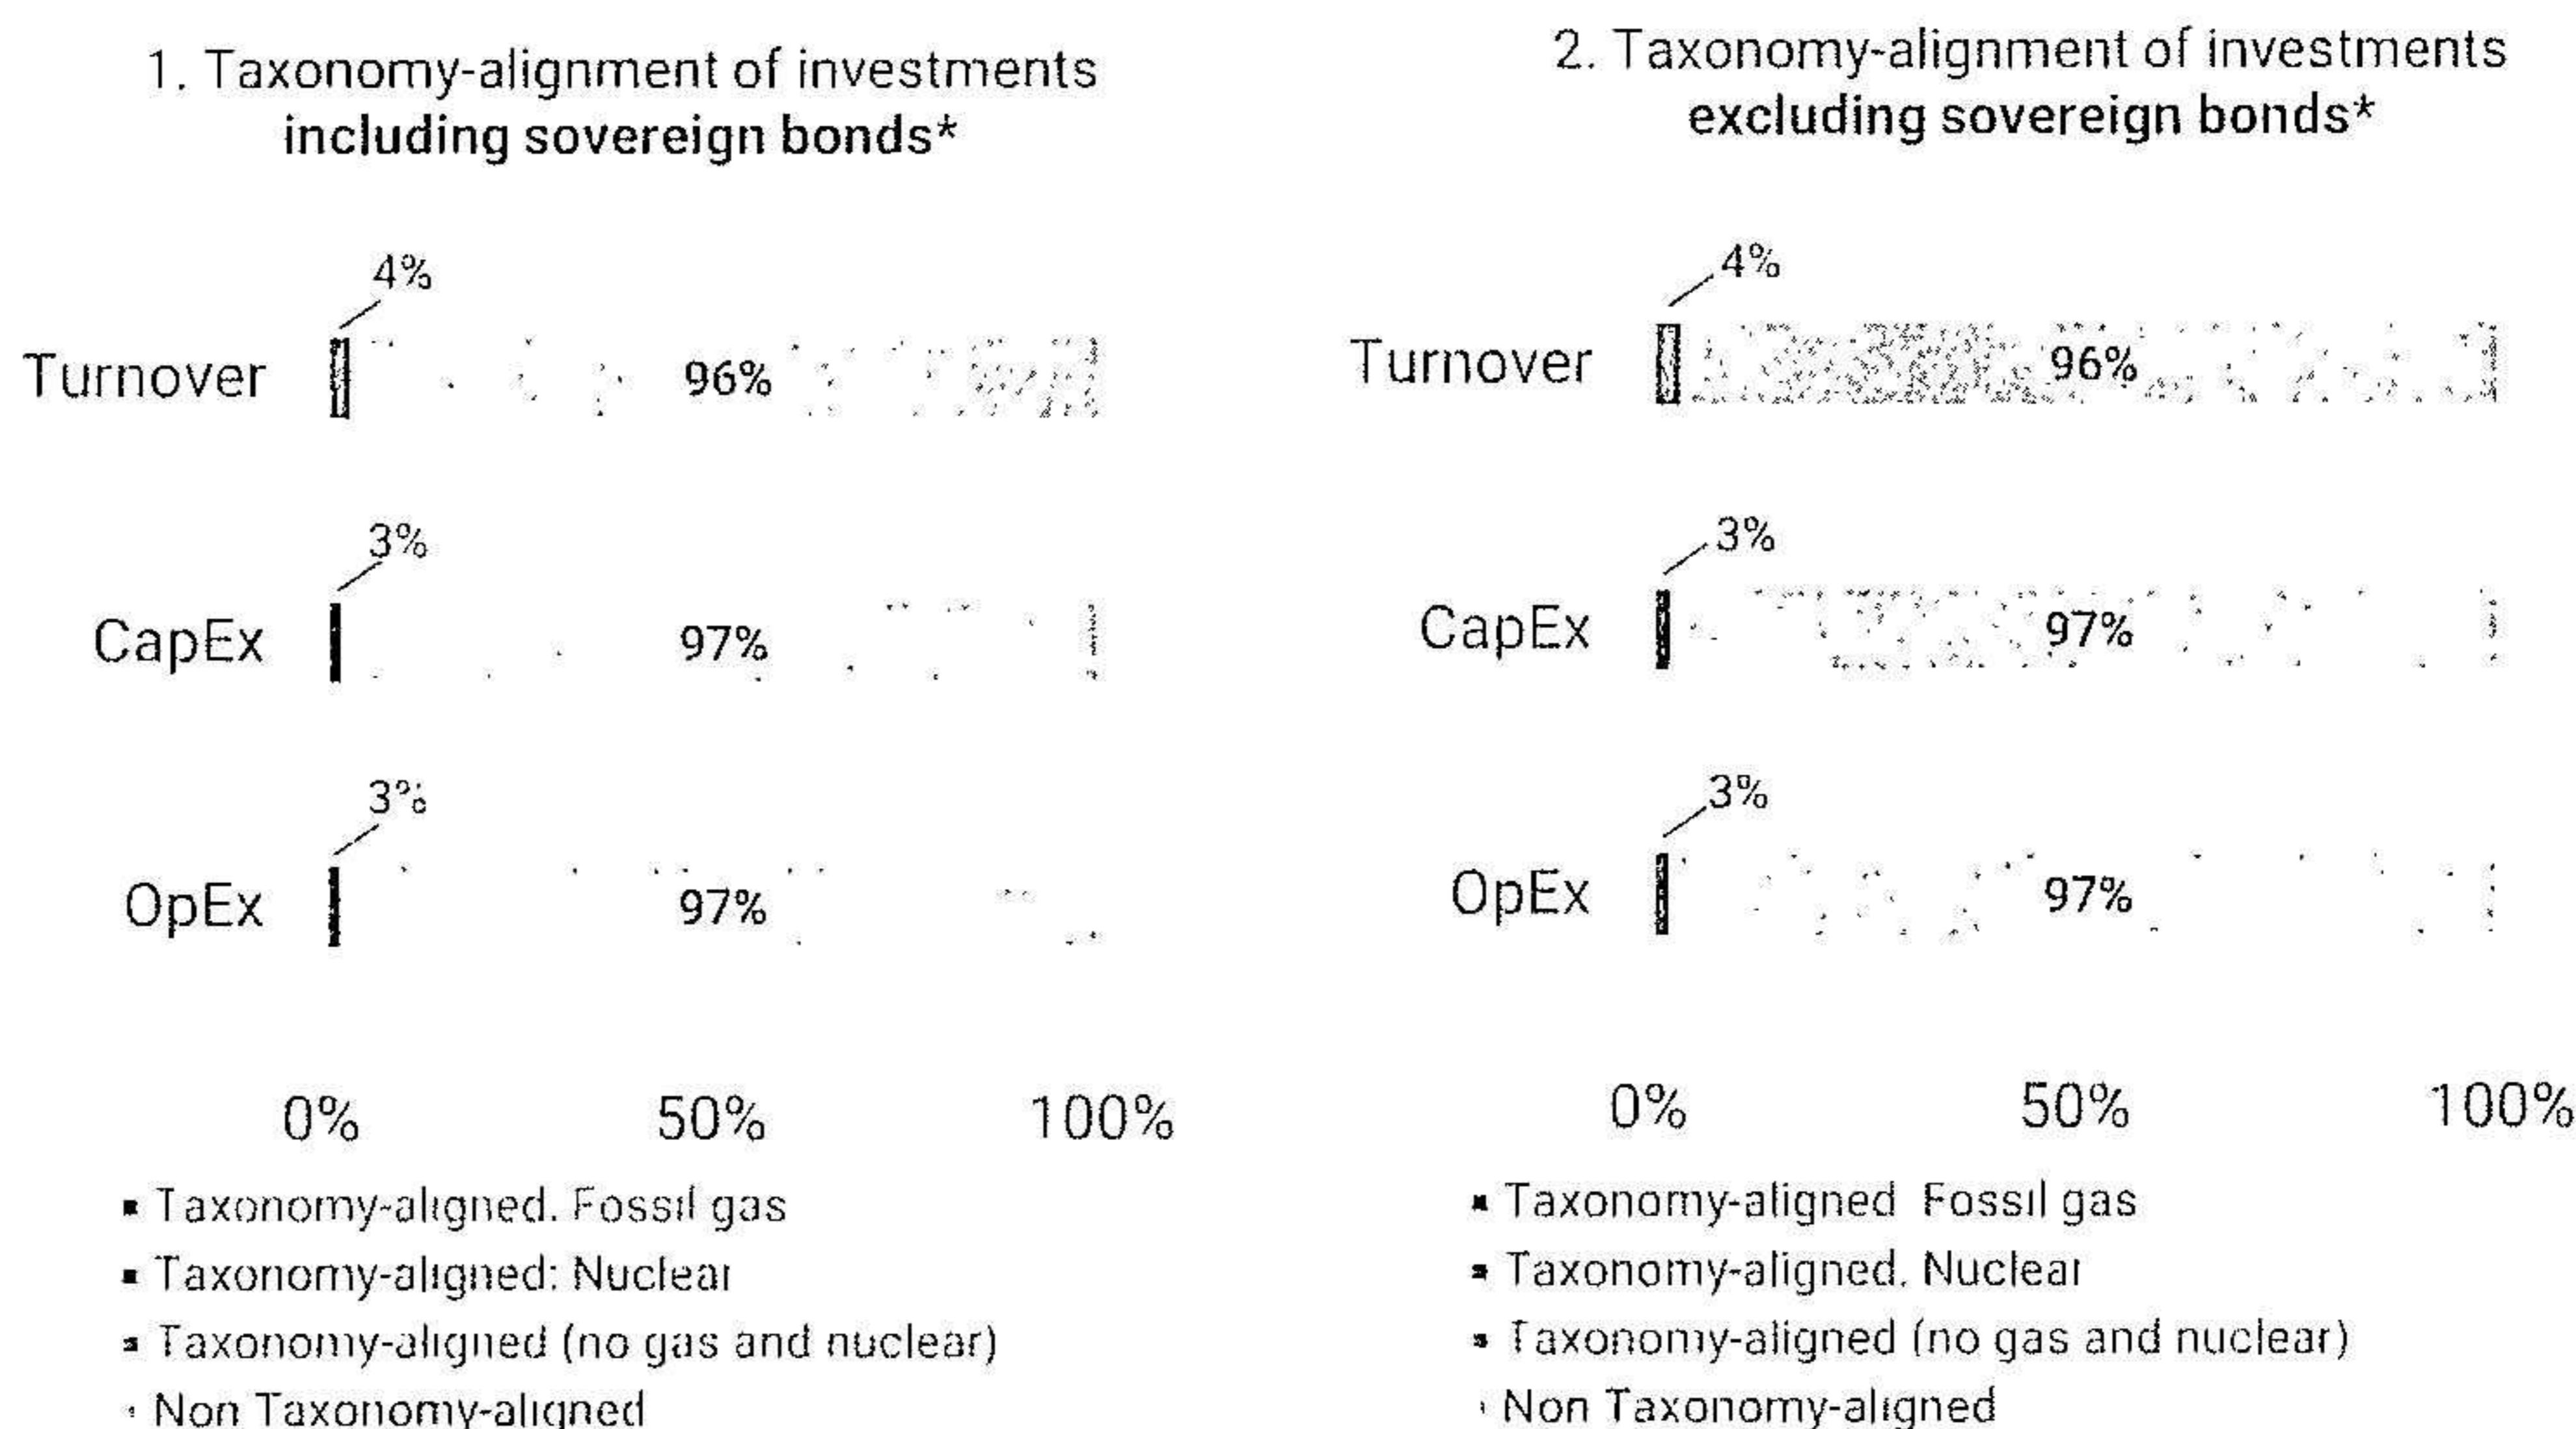 1. Taxonomy-alignment of investments
including sovereign bonds*
4%
Turnover 96%
3%
CapEx 97%
3%
OpEx 97%
0% 50% 100%
Taxonomy-aligned. Fossil gas
Taxonomy-aligned: Nuclear
Taxonomy-aligned (no gas and nuclear)
Non Taxonomy-aligned
2. Taxonomy-alignment of investments
excluding sovereign bonds*
4%
Turnover 96%
3%
CapEx 97%
3%
OpEx 97%
0% 50% 100%
Taxonomy-aligned Fossil gas
Taxonomy-aligned. Nuclear
Taxonomy-aligned (no gas and nuclear)
Non Taxonomy-aligned